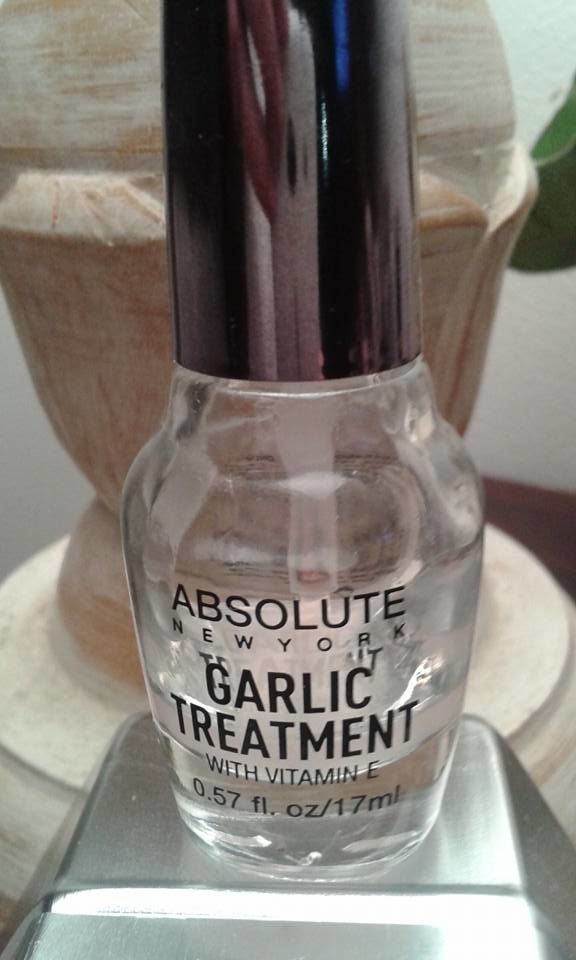 ABSOLUTE
NEW YORK
GARLIC
TREATMENT
WITH VITAMIN E
0.57 fl. oz/17ml